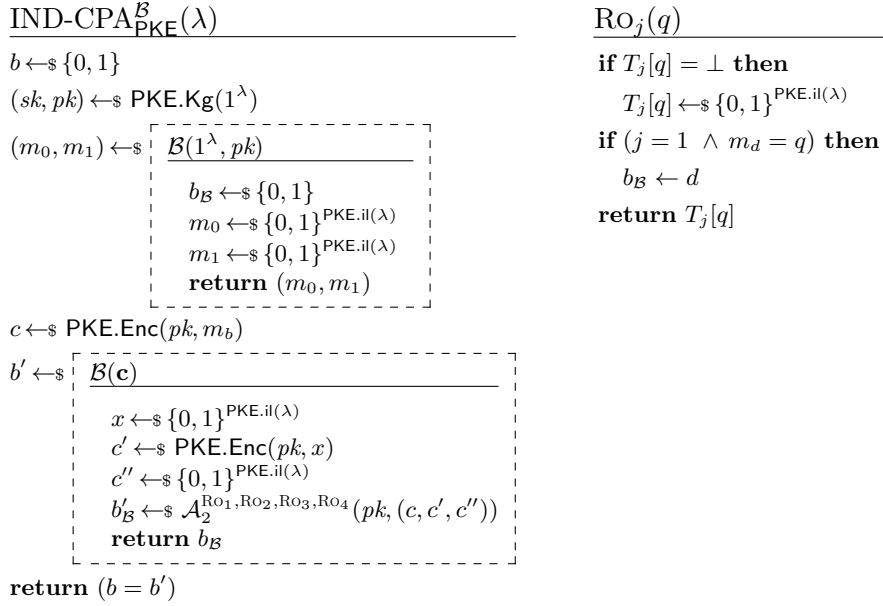 IND-CPA^𝓑_PKE(λ)
b ←$ {0, 1}
(sk, pk) ←$ PKE.Kg(1^λ)
(m_0, m_1) ←$ 𝓑(1^λ, pk)
b_𝓑 ←$ {0, 1}
m_0 ←$ {0, 1}^PKE.il(λ)
m_1 ←$ {0, 1}^PKE.il(λ)
return (m_0, m_1)
c ←$ PKE.Enc(pk, m_b)
b′ ←$ 𝓑(c)
x ←$ {0, 1}^PKE.il(λ)
c′ ←$ PKE.Enc(pk, x)
c′′ ←$ {0, 1}^PKE.il(λ)
b′_𝓑 ←$ 𝓐_2^Ro_1,Ro_2,Ro_3,Ro_4(pk, (c, c′, c′′))
return b_𝓑
return (b = b′)
Ro_j(q)
if T_j[q] = ⊥ then
T_j[q] ←$ {0, 1}^PKE.il(λ)
if (j = 1 ∧ m_d = q) then
b_𝓑 ← d
return T_j[q]